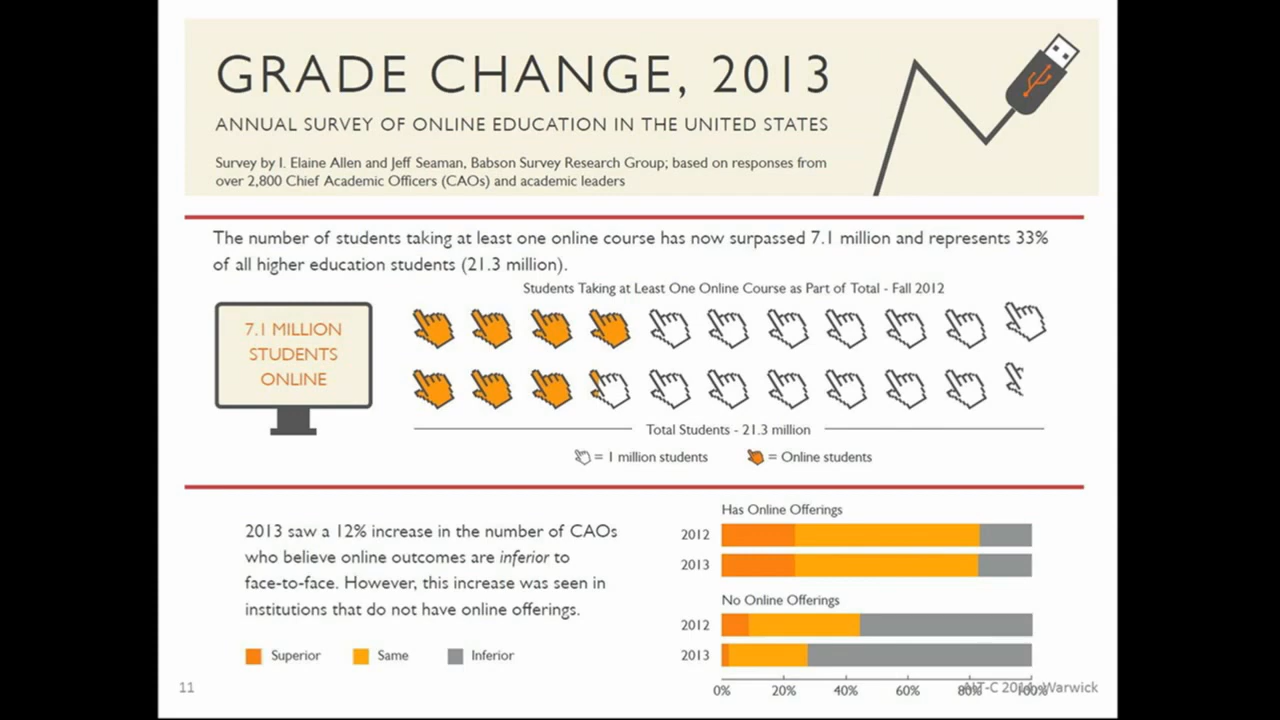 GRADE CHANGE, 2013
ANNUAL SURVEY OF ONLINE EDUCATION IN THE UNITED STATES
Survey by I. Elaine Allen and Jeff Seaman, Babson Survey Research Group; based on responses from
over 2,800 Chief Academic Officers (CAOs) and academic leaders
The number of students taking at least one online course has now surpassed 7.1 million and represents 33%
of all higher education students (21.3 million).
Students Taking at Least One Online Course as Part of Total - Fall 2012
7.1 MILLION
STUDENTS
ONLINE
Total Students - 21.3 million
= 1 million students
= Online students
2013 saw a 12% increase in the number of CAOs
who believe online outcomes are inferior to
face-to-face. However, this increase was seen in
institutions that do not have online offerings.
Superior Same Inferior
Has Online Offerings
2012
2013
No Online Offerings
2012
2013
0% 20% 40% 60% 80% 100%
11
Warwick